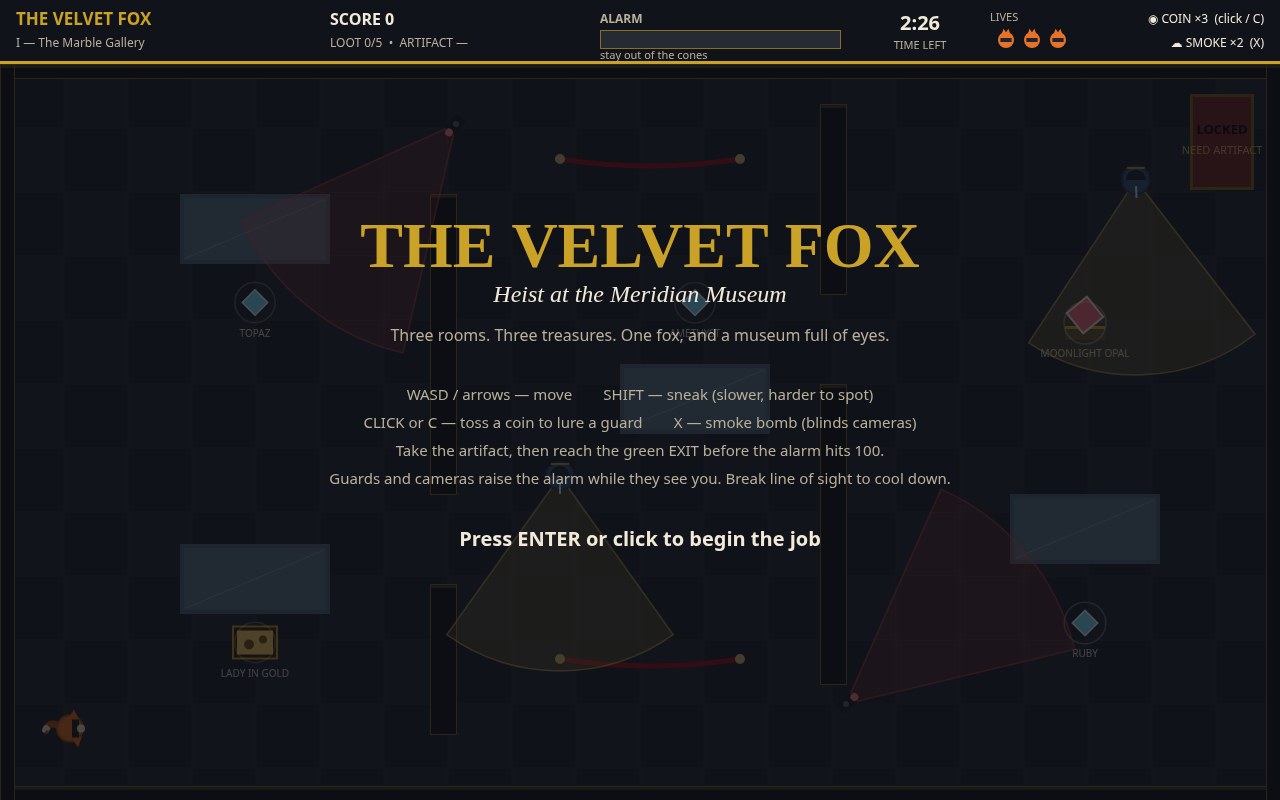 THE VELVET FOX
I — The Marble Gallery
SCORE 0
LOOT 0/5 • ARTIFACT —
ALARM
stay out of the cones
2:26
TIME LEFT
LIVES
◉ COIN ×3 (click / C)
☁ SMOKE ×2 (X)
LOCKED
NEED ARTIFACT
THE VELVET FOX
Heist at the Meridian Museum
Three rooms. Three treasures. One fox, and a museum full of eyes.
TOPAZ
AMETHYST
MOONLIGHT OPAL
WASD / arrows — move SHIFT — sneak (slower, harder to spot)
CLICK or C — toss a coin to lure a guard X — smoke bomb (blinds cameras)
Take the artifact, then reach the green EXIT before the alarm hits 100.
Guards and cameras raise the alarm while they see you. Break line of sight to cool down.
Press ENTER or click to begin the job
LADY IN GOLD
RUBY